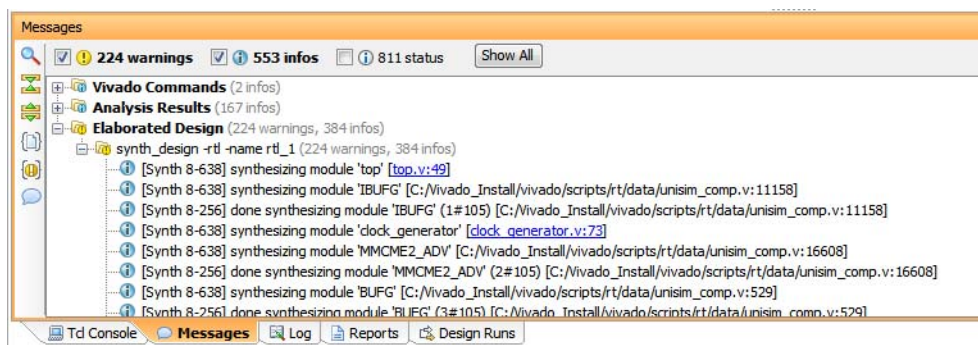 Messages
224 warnings 553 infos 811 status Show All
Vivado Commands (2 infos)
Analysis Results (167 infos)
Elaborated Design (224 warnings, 384 infos)
synth_design -rtl -name rtl_1 (224 warnings, 384 infos)
[Synth 8-638] synthesizing module 'top' [top.v:49]
[Synth 8-638] synthesizing module 'IBUFG' [C:/Vivado_Install/vivado/scripts/rt/data/unisim_comp.v:11158]
[Synth 8-256] done synthesizing module 'IBUFG' (1#105) [C:/Vivado_Install/vivado/scripts/rt/data/unisim_comp.v:11158]
[Synth 8-638] synthesizing module 'clock_generator' [clock_generator.v:73]
[Synth 8-638] synthesizing module 'MMCME2_ADV' [C:/Vivado_Install/vivado/scripts/rt/data/unisim_comp.v:16608]
[Synth 8-256] done synthesizing module 'MMCME2_ADV' (2#105) [C:/Vivado_Install/vivado/scripts/rt/data/unisim_comp.v:16608]
[Synth 8-638] synthesizing module 'BUFG' [C:/Vivado_Install/vivado/scripts/rt/data/unisim_comp.v:529]
[Synth 8-256] done synthesizing module 'BUFG' (3#105) [C:/Vivado_Install/vivado/scripts/rt/data/unisim_comp.v:529]
Tcl Console Messages Log Reports Design Runs